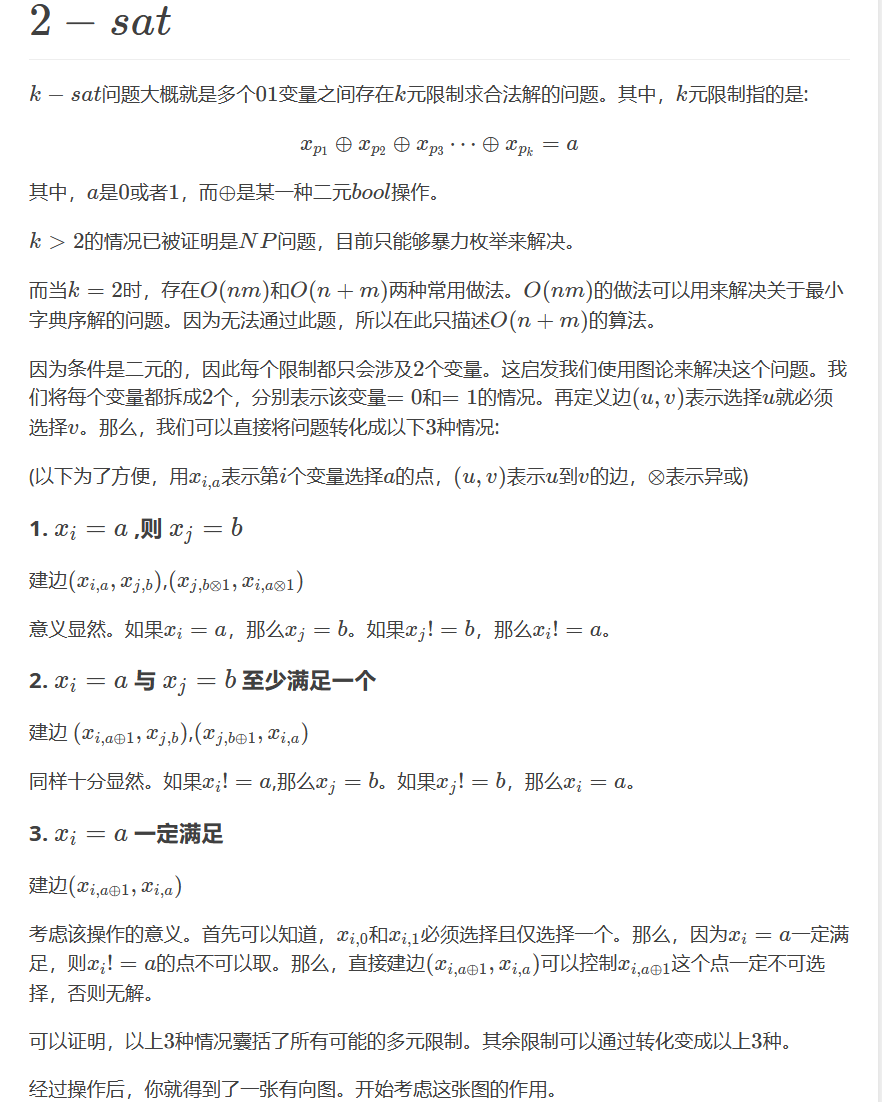 2 − sat
k − sat问题大概就是多个01变量之间存在k元限制求合法解的问题。其中，k元限制指的是:
x_{p_1} ⊕ x_{p_2} ⊕ x_{p_3} ⋯ ⊕ x_{p_k} = a
其中，a是0或者1，而⊕是某一种二元bool操作。
k > 2的情况已被证明是NP问题，目前只能够暴力枚举来解决。
而当k = 2时，存在O(nm)和O(n + m)两种常用做法。O(nm)的做法可以用来解决关于最小
字典序解的问题。因为无法通过此题，所以在此只描述O(n + m)的算法。
因为条件是二元的，因此每个限制都只会涉及2个变量。这启发我们使用图论来解决这个问题。我
们将每个变量都拆成2个，分别表示该变量= 0和= 1的情况。再定义边(u, v)表示选择u就必须
选择v。那么，我们可以直接将问题转化成以下3种情况:
(以下为了方便，用x_{i,a}表示第i个变量选择a的点，(u, v)表示u到v的边，⊗表示异或)
1. x_i = a ,则 x_j = b
建边(x_{i,a}, x_{j,b}),(x_{j,b⊗1}, x_{i,a⊗1})
意义显然。如果x_i = a，那么x_j = b。如果x_j! = b，那么x_i! = a。
2. x_i = a 与 x_j = b 至少满足一个
建边 (x_{i,a⊕1}, x_{j,b}),(x_{j,b⊕1}, x_{i,a})
同样十分显然。如果x_i! = a,那么x_j = b。如果x_j! = b，那么x_i = a。
3. x_i = a 一定满足
建边(x_{i,a⊕1}, x_{i,a})
考虑该操作的意义。首先可以知道，x_{i,0}和x_{i,1}必须选择且仅选择一个。那么，因为x_i = a一定满
足，则x_i! = a的点不可以取。那么，直接建边(x_{i,a⊕1}, x_{i,a})可以控制x_{i,a⊕1}这个点一定不可选
择，否则无解。
可以证明，以上3种情况囊括了所有可能的多元限制。其余限制可以通过转化变成以上3种。
经过操作后，你就得到了一张有向图。开始考虑这张图的作用。